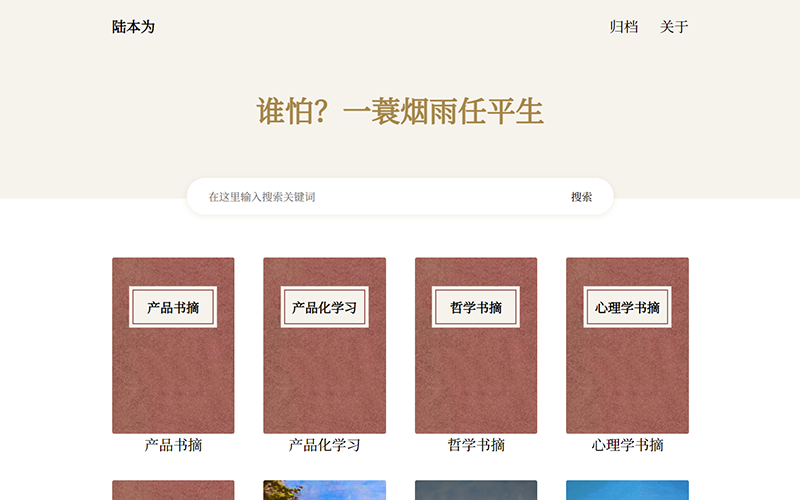 陆本为 归档 关于
谁怕？一蓑烟雨任平生
在这里输入搜索关键词 搜索
产品书摘 产品化学习 哲学书摘 心理学书摘
产品书摘 产品化学习 哲学书摘 心理学书摘